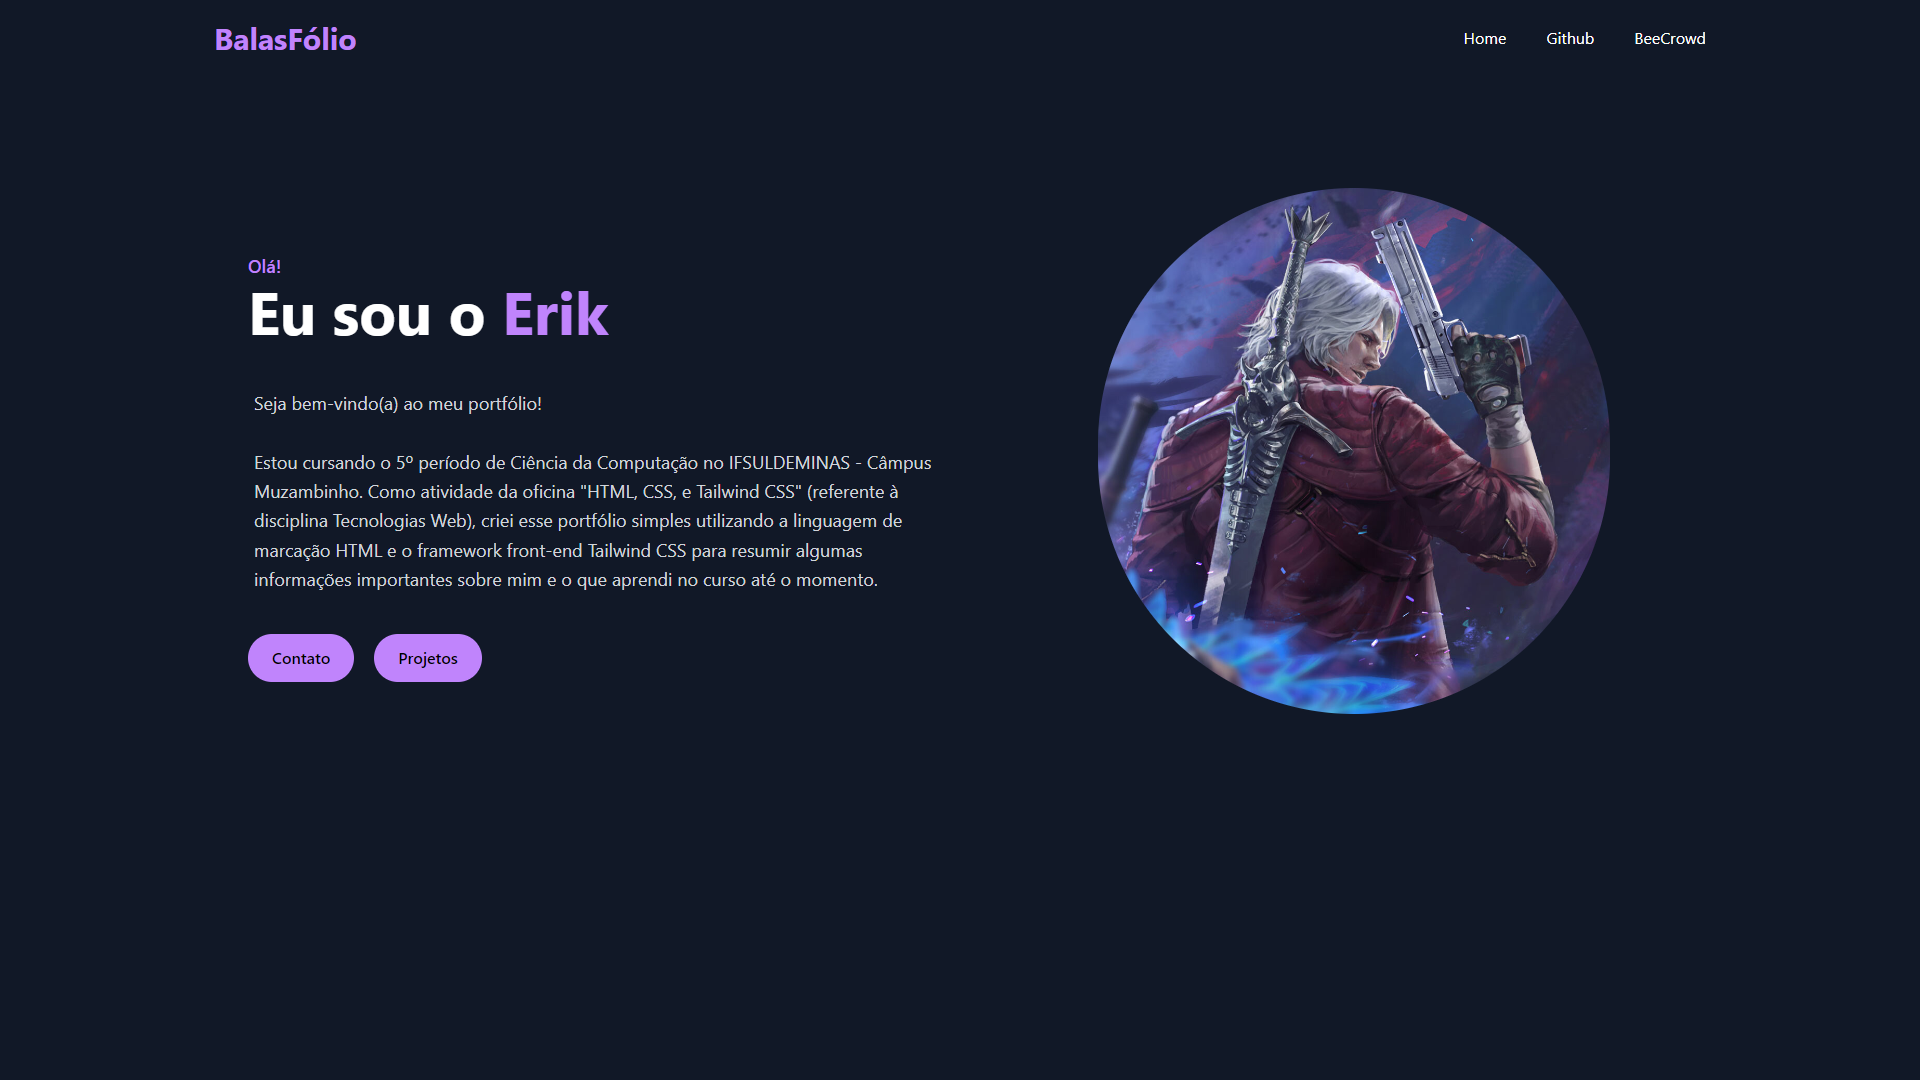 BalasFólio
Home
Github
BeeCrowd
Olá!
Eu sou o Erik
Seja bem-vindo(a) ao meu portfólio!
Estou cursando o 5º período de Ciência da Computação no IFSULDEMINAS - Câmpus
Muzambinho. Como atividade da oficina "HTML, CSS, e Tailwind CSS" (referente à
disciplina Tecnologias Web), criei esse portfólio simples utilizando a linguagem de
marcação HTML e o framework front-end Tailwind CSS para resumir algumas
informações importantes sobre mim e o que aprendi no curso até o momento.
Contato
Projetos